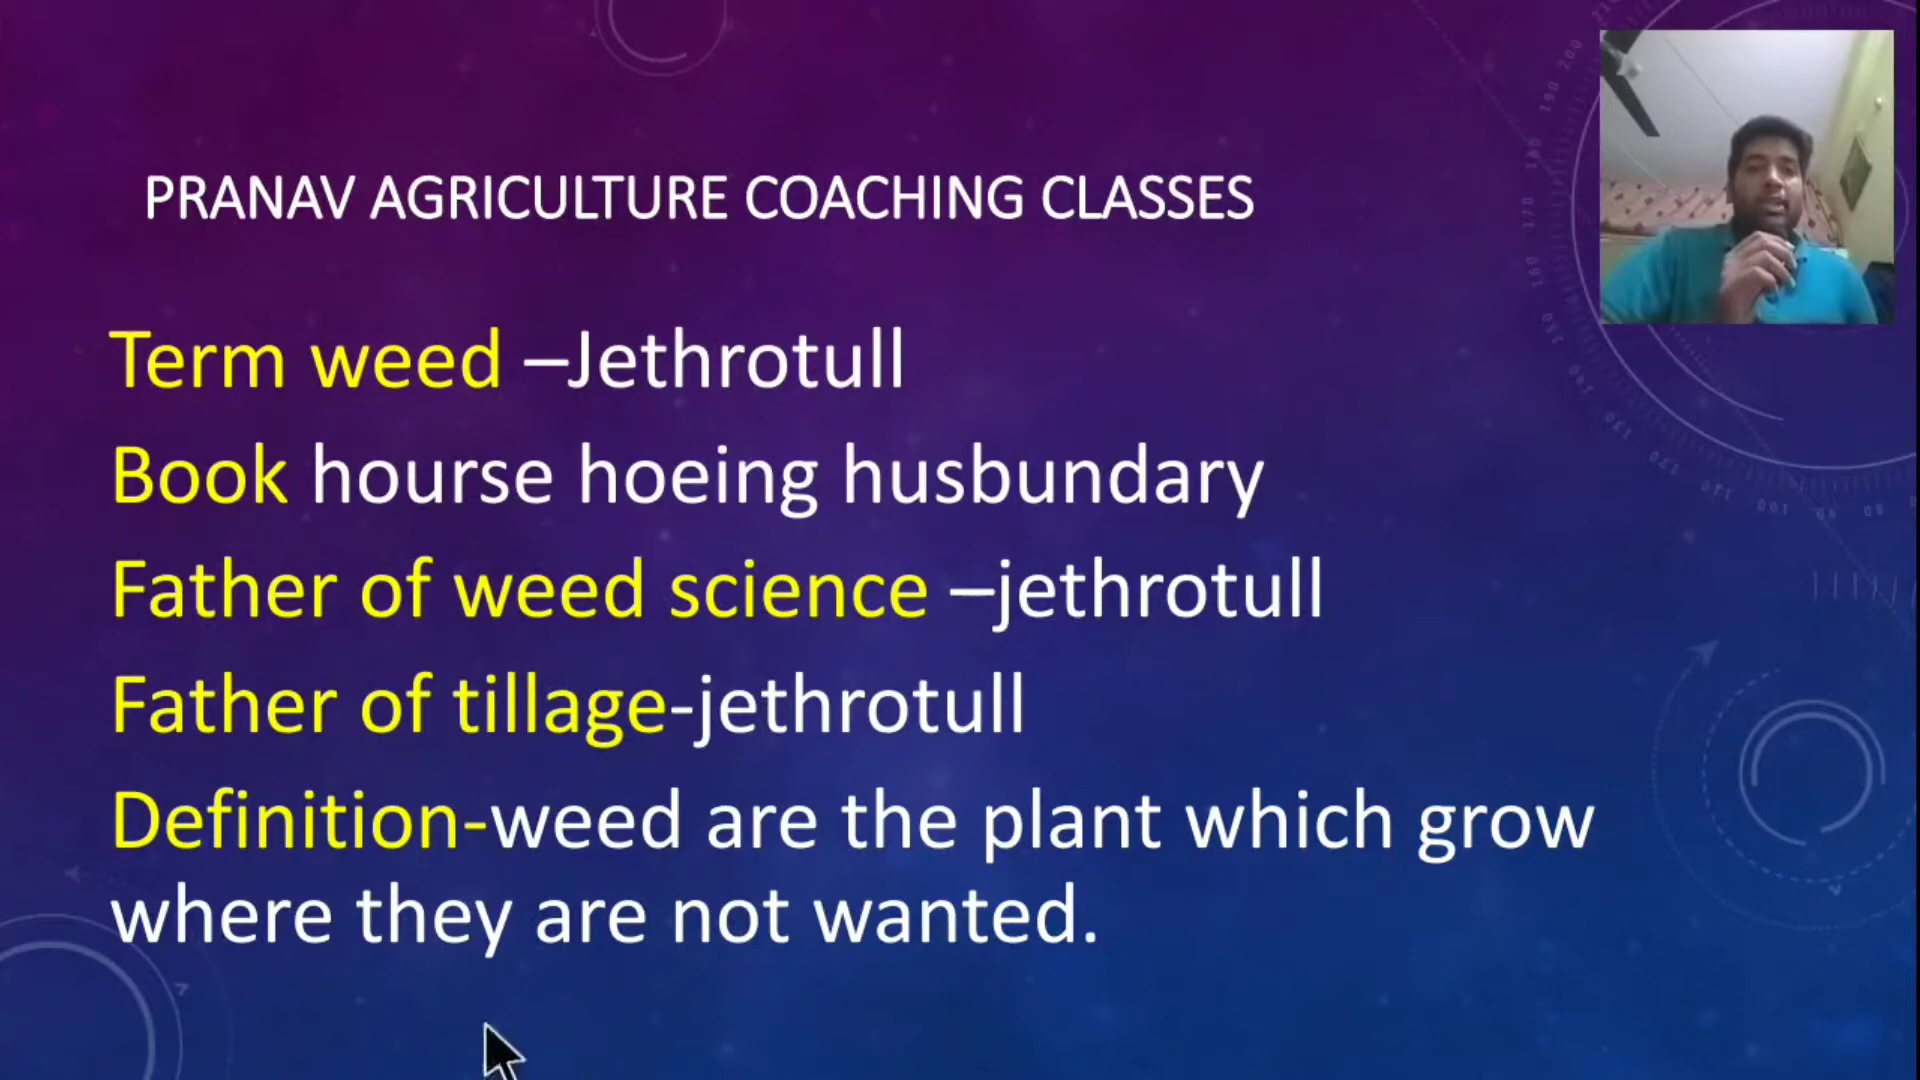 PRANAV AGRICULTURE COACHING CLASSES
Term weed –Jethrotull
Book hourse hoeing husbundary
Father of weed science –jethrotull
Father of tillage-jethrotull
Definition-weed are the plant which grow
where they are not wanted.